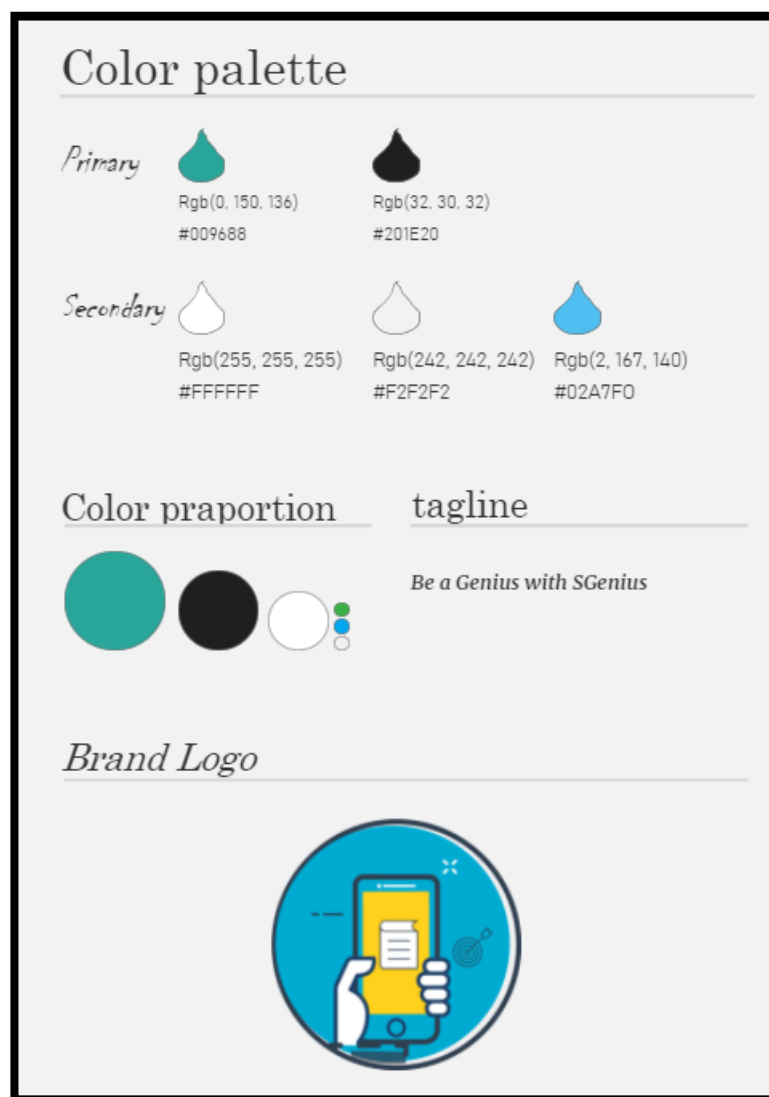 Color palette
Primary
Rgb(0, 150, 136)
Rgb(32, 30, 32)
#009688
#201E20
Secondary
Rgb(255, 255, 255)
Rgb(242, 242, 242)
Rgb(2, 167, 140)
#FFFFFF
#F2F2F2
#02A7F0
Color praportion
tagline
Be a Genius with SGenius
Brand Logo